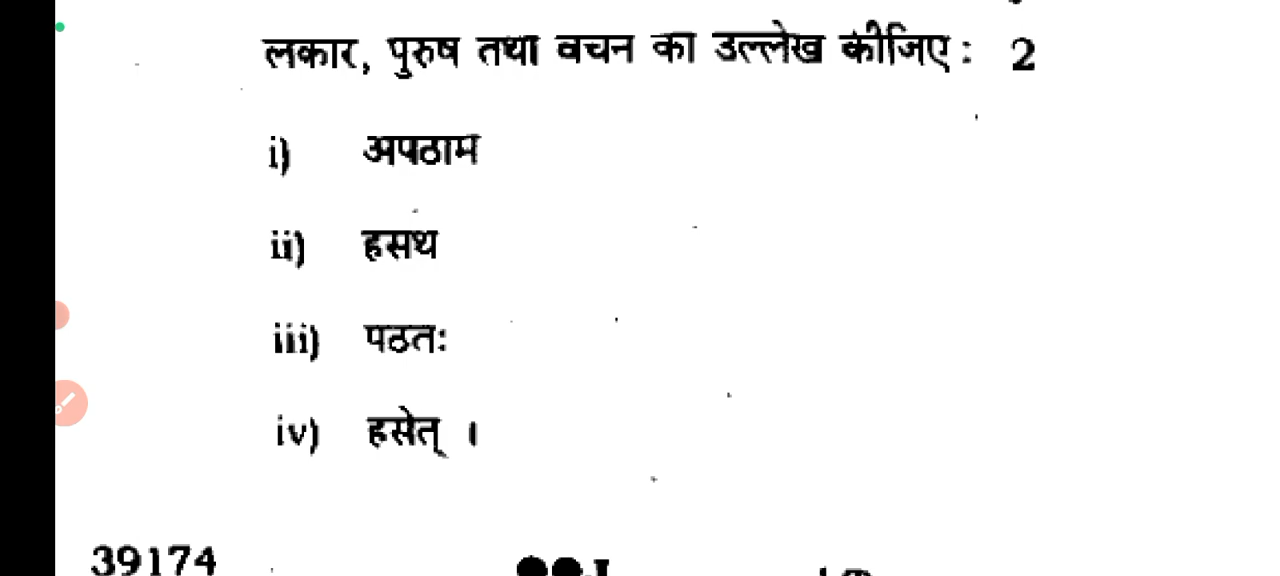 लकार, पुरुष तथा वचन का उल्लेख कीजिए : 2
i) अपठाम
ii) हसथ
iii) पठतः
iv) हसेत् ।
39174